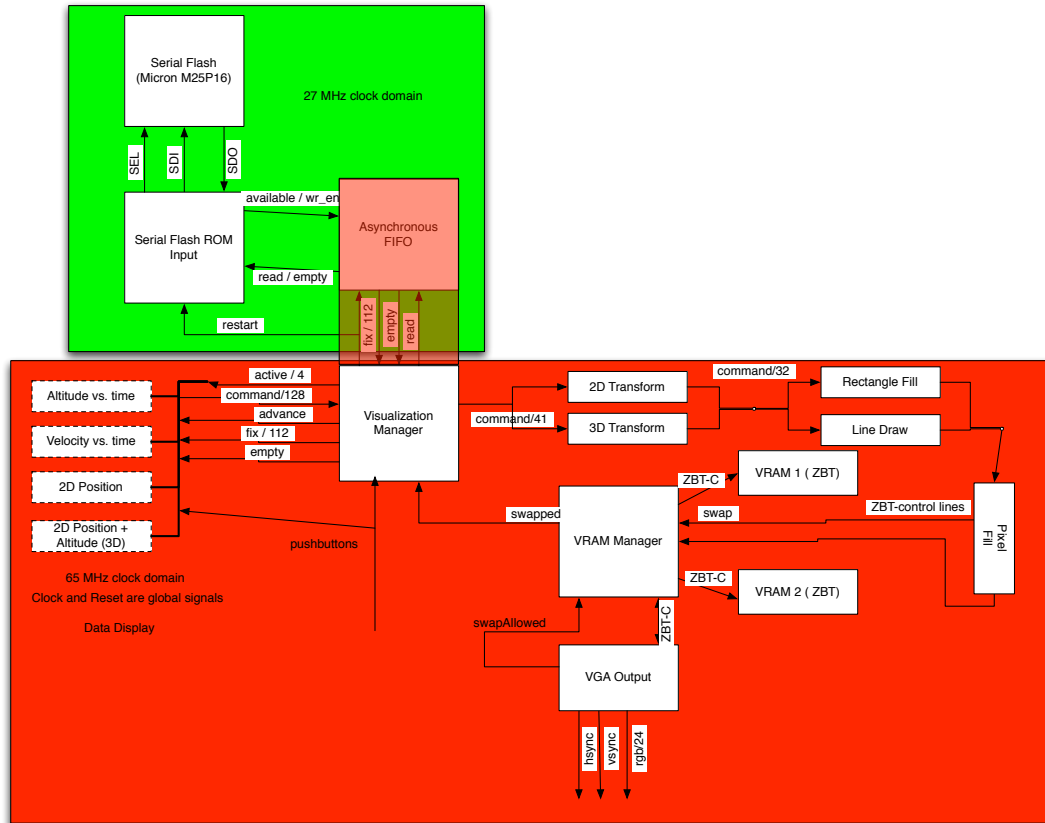 Serial Flash
(Micron M25P16)
27 MHz clock domain
SEL
SDI
SDO
available / wr_en
Asynchronous
FIFO
Serial Flash ROM
Input
read / empty
restart
fix / 112
empty
read
active / 4
command/128
advance
fix / 112
empty
Altitude vs. time
Velocity vs. time
2D Position
2D Position +
Altitude (3D)
Visualization
Manager
command/41
2D Transform
3D Transform
command/32
Rectangle Fill
Line Draw
ZBT-C
VRAM 1 ( ZBT)
swapped
swap
ZBT-control lines
VRAM Manager
Pixel
Fill
pushbuttons
ZBT-C
VRAM 2 ( ZBT)
65 MHz clock domain
Clock and Reset are global signals
Data Display
swapAllowed
ZBT-C
VGA Output
hsync
vsync
rgb/24